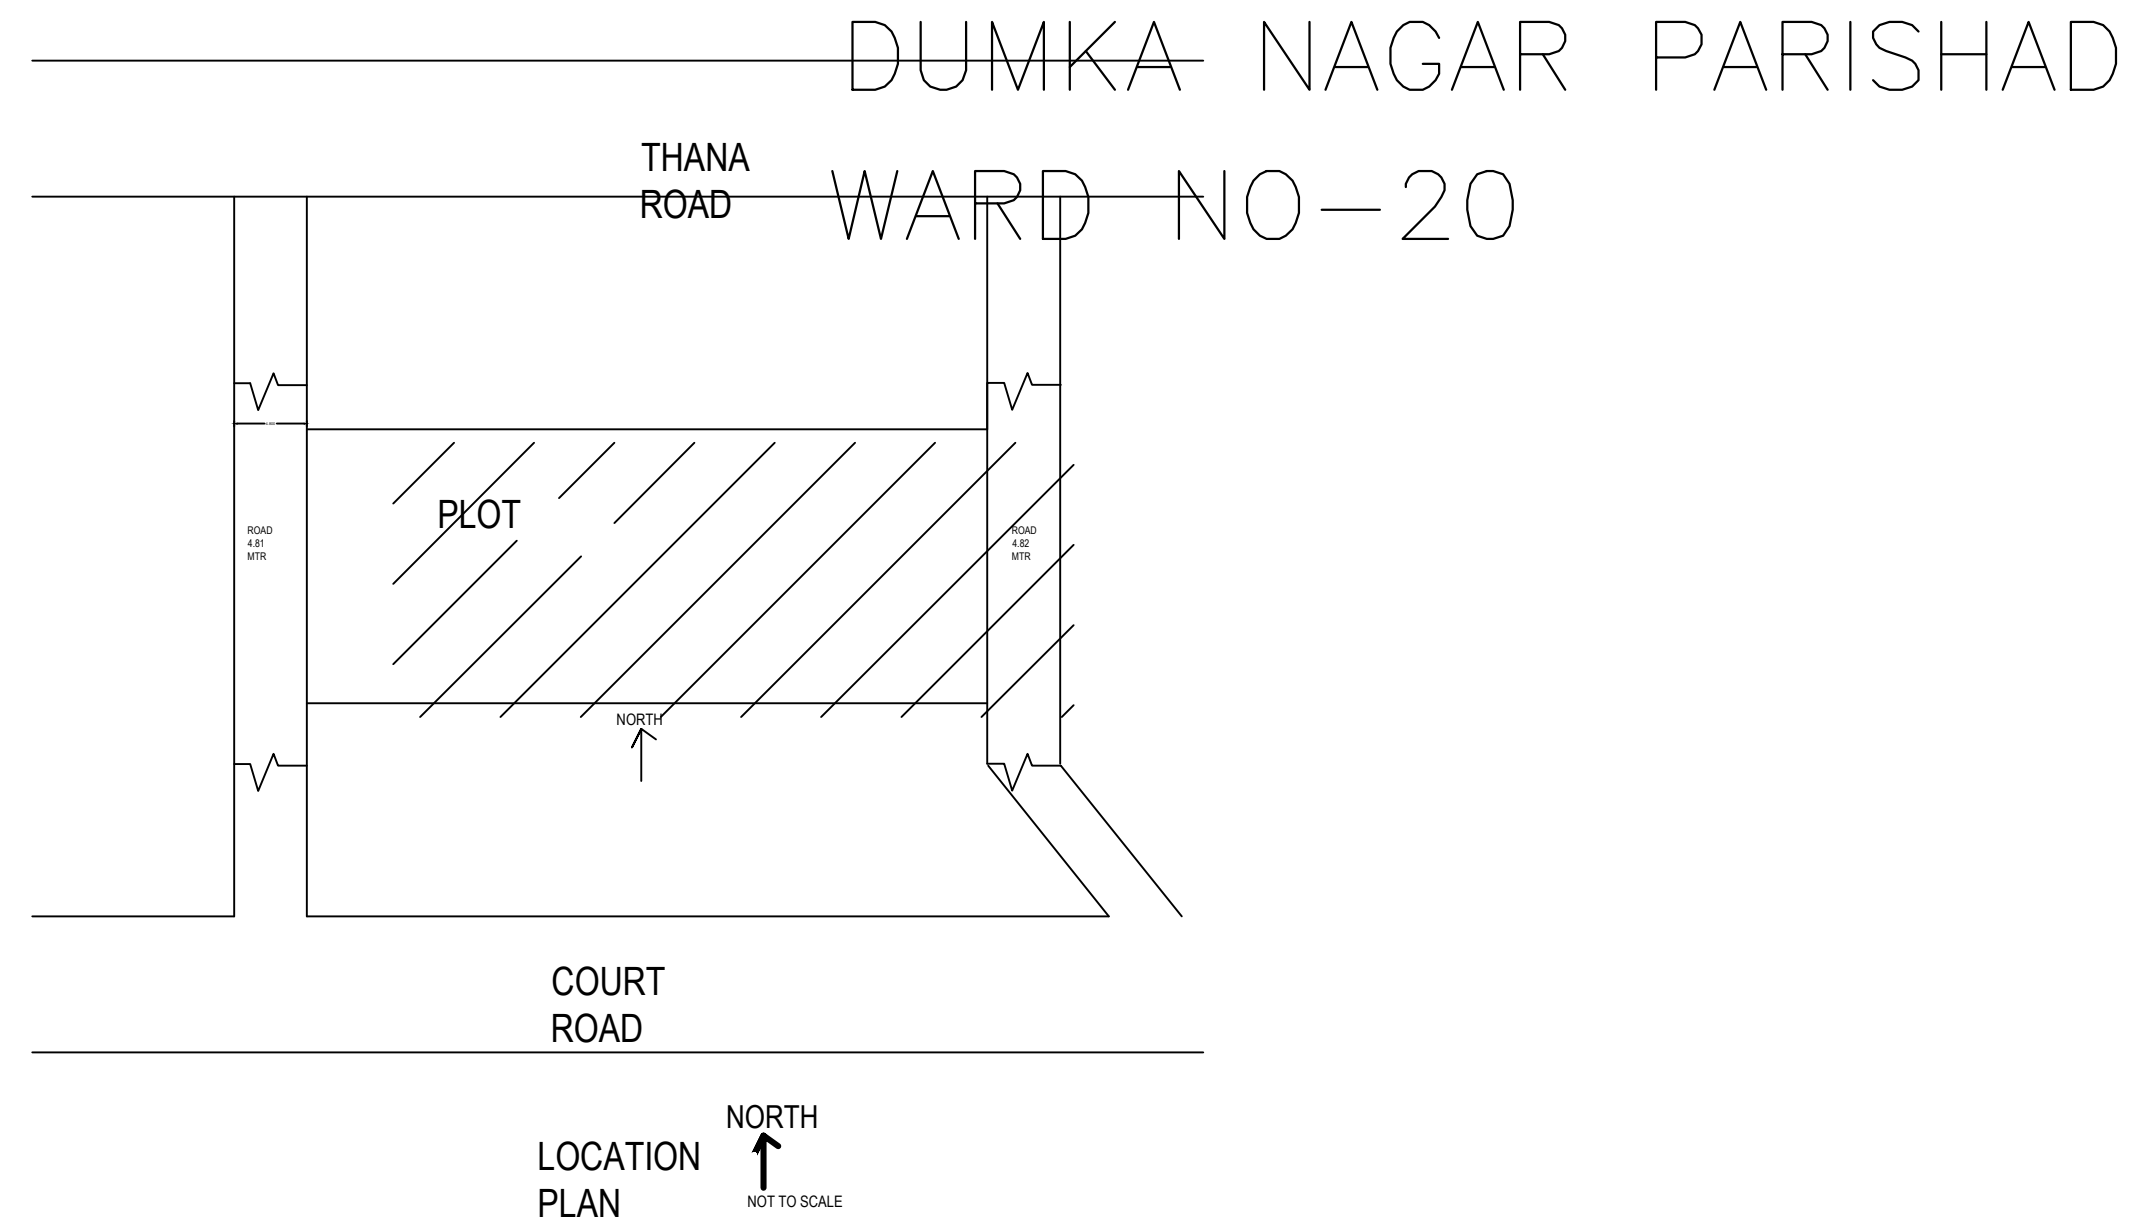 DUMKA NAGAR PARISHAD
THANA
ROAD
WARD NO-20
PLOT
ROAD
4.81
MTR
ROAD
4.82
MTR
NORTH
COURT
ROAD
NORTH
LOCATION
PLAN
NOT TO SCALE